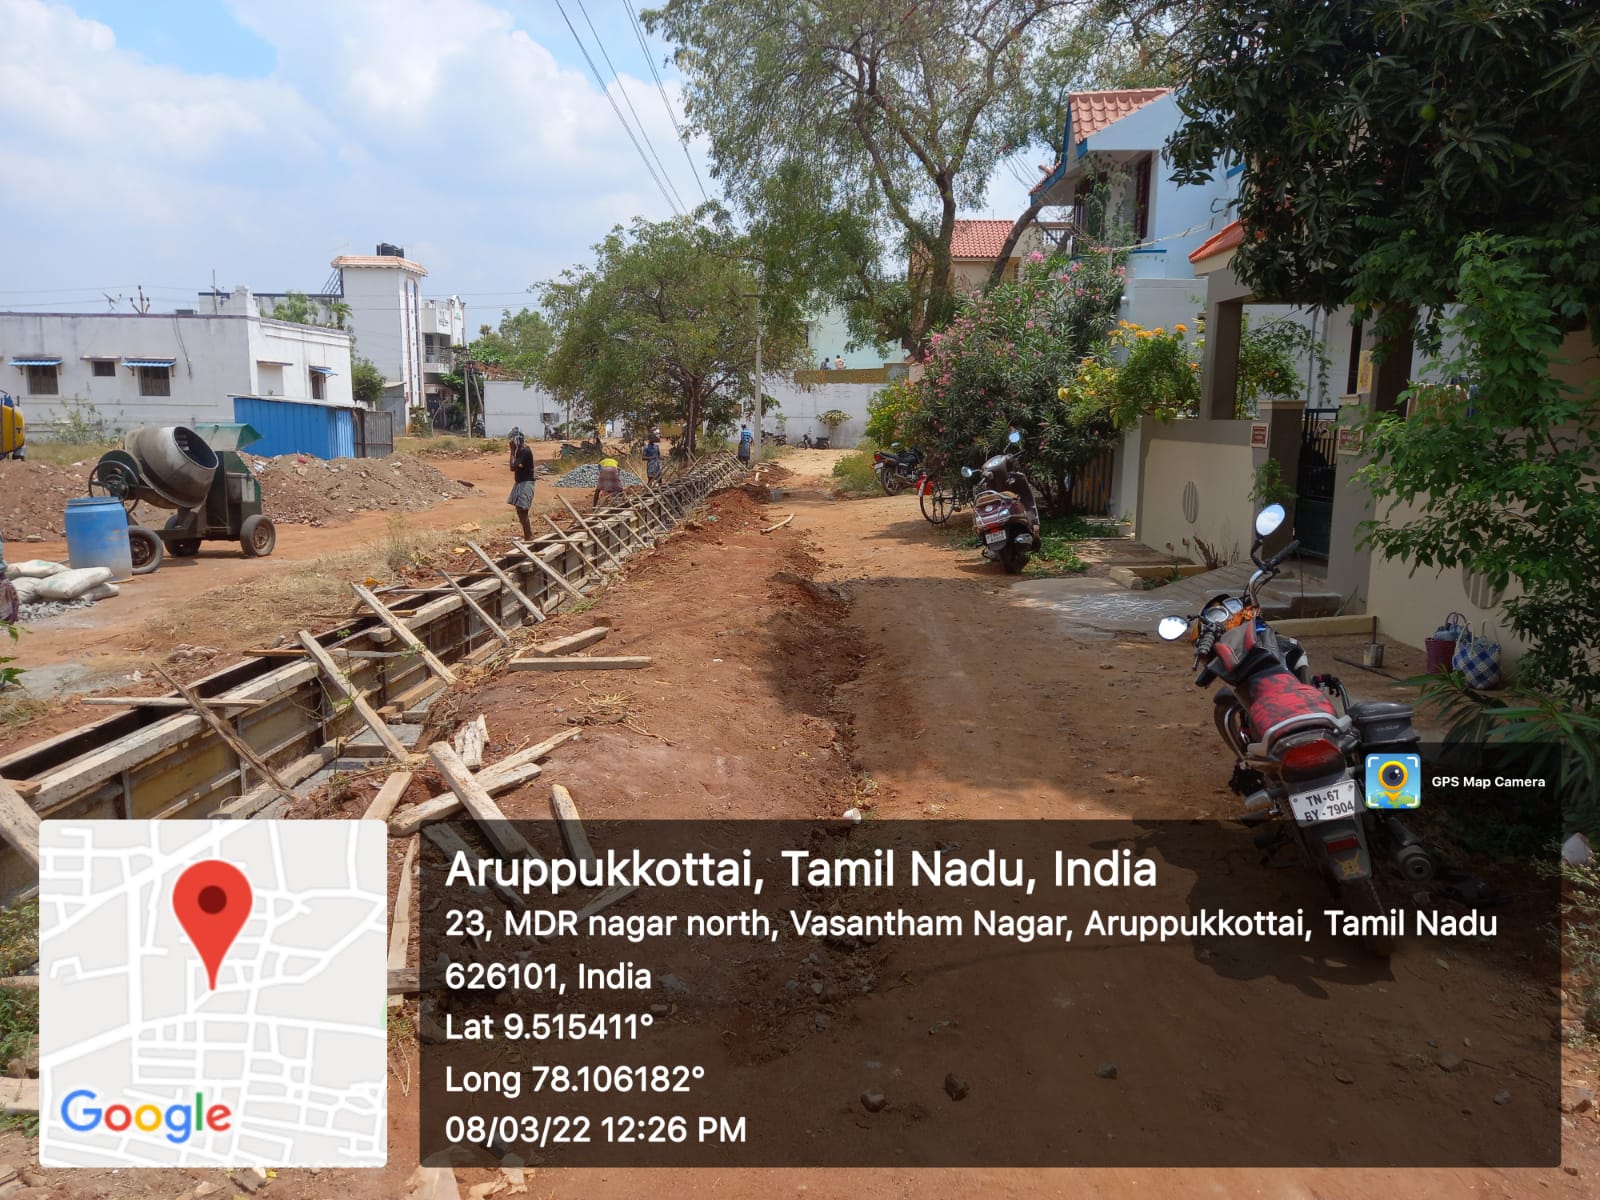 TN-67
BY-7904
GPS Map Camera
Aruppukkottai, Tamil Nadu, India
23, MDR nagar north, Vasantham Nagar, Aruppukkottai, Tamil Nadu
626101, India
Lat 9.515411°
Long 78.106182°
08/03/22 12:26 PM
Google